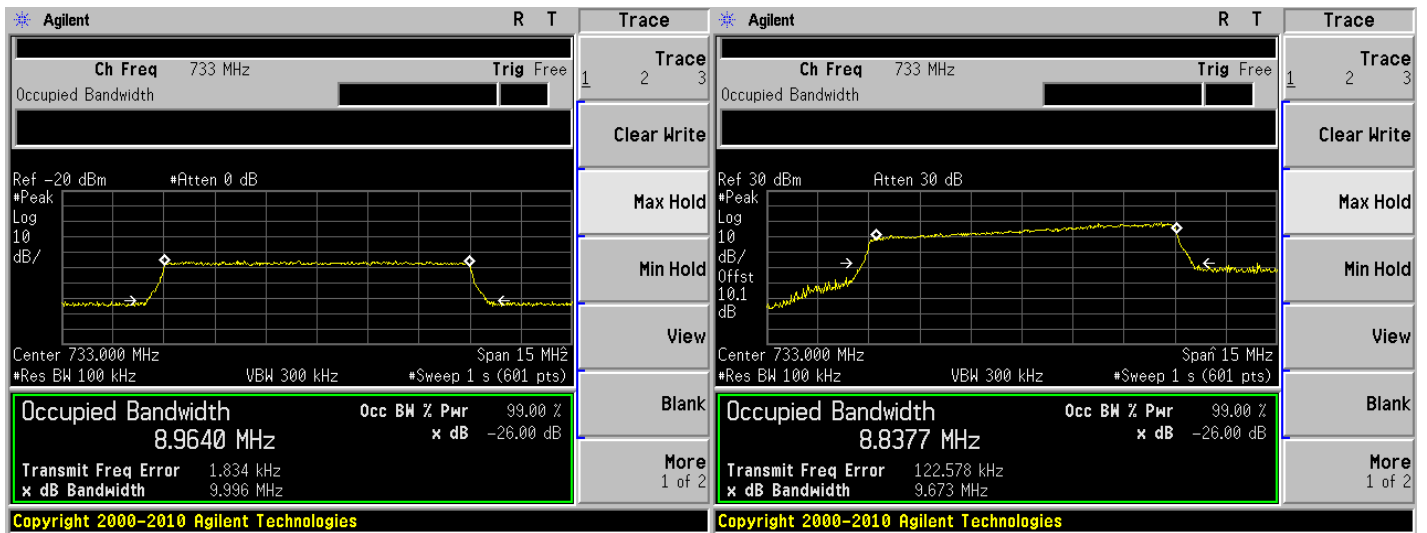 Agilent R T Trace
Ch Freq 733 MHz Trig Free
Occupied Bandwidth
Trace
1 2 3
Clear Write
Max Hold
Min Hold
View
Blank
More
1 of 2
Ref -20 dBm #Atten 0 dB
#Peak
Log
10
dB/
Center 733.000 MHz Span 15 MHz
#Res BW 100 kHz VBW 300 kHz #Sweep 1 s (601 pts)
Occupied Bandwidth Occ BW % Pwr 99.00 %
8.9640 MHz x dB -26.00 dB
Transmit Freq Error 1.834 kHz
x dB Bandwidth 9.996 MHz
Copyright 2000-2010 Agilent Technologies
Agilent R T Trace
Ch Freq 733 MHz Trig Free
Occupied Bandwidth
Trace
1 2 3
Clear Write
Max Hold
Min Hold
View
Blank
More
1 of 2
Ref 30 dBm Atten 30 dB
#Peak
Log
10
dB/
Offst
10.1
dB
Center 733.000 MHz Span 15 MHz
#Res BW 100 kHz VBW 300 kHz #Sweep 1 s (601 pts)
Occupied Bandwidth Occ BW % Pwr 99.00 %
8.8377 MHz x dB -26.00 dB
Transmit Freq Error 122.578 kHz
x dB Bandwidth 9.673 MHz
Copyright 2000-2010 Agilent Technologies